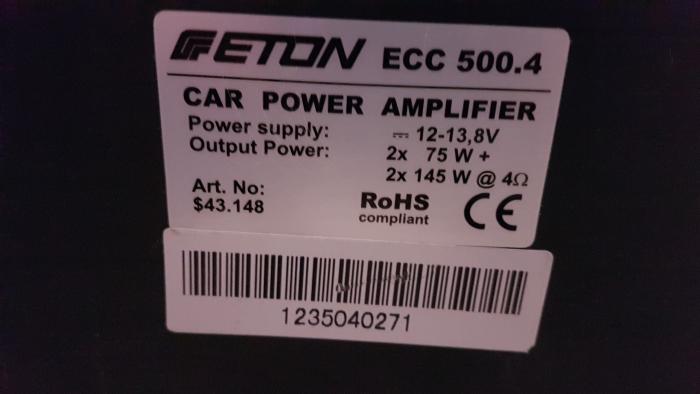 ETON ECC 500.4
CAR POWER AMPLIFIER
Power supply: 12-13,8V
Output Power: 2x 75 W +
2x 145 W @ 4Ω
Art. No:
$43.148
RoHS
compliant
CE
1235040271